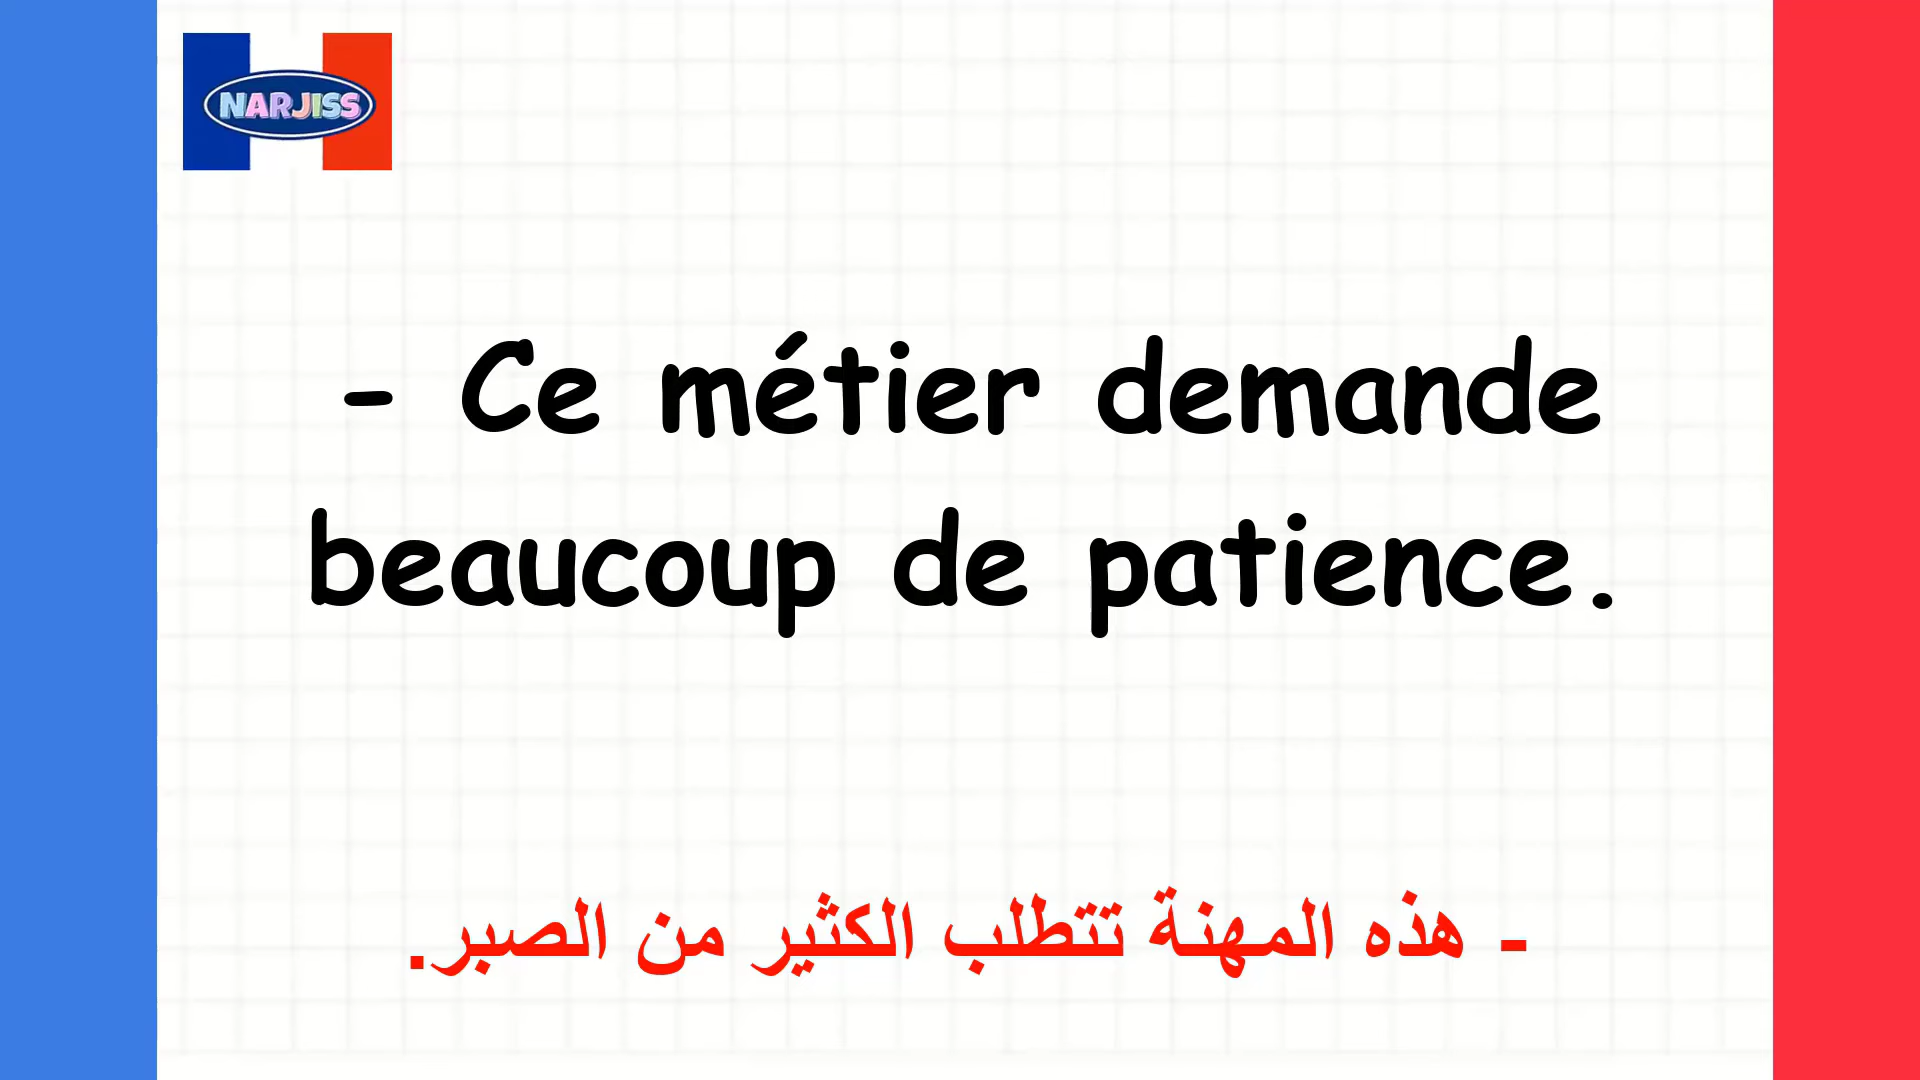 NARJISS
- Ce métier demande
beaucoup de patience.
- هذه المهنة تتطلب الكثير من الصبر.